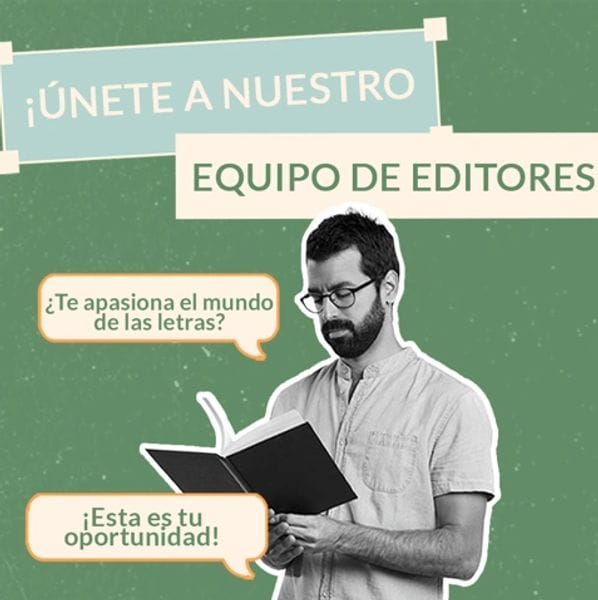 ¡ÚNETE A NUESTRO
EQUIPO DE EDITORES
¿Te apasiona el mundo
de las letras?
¡Esta es tu
oportunidad!